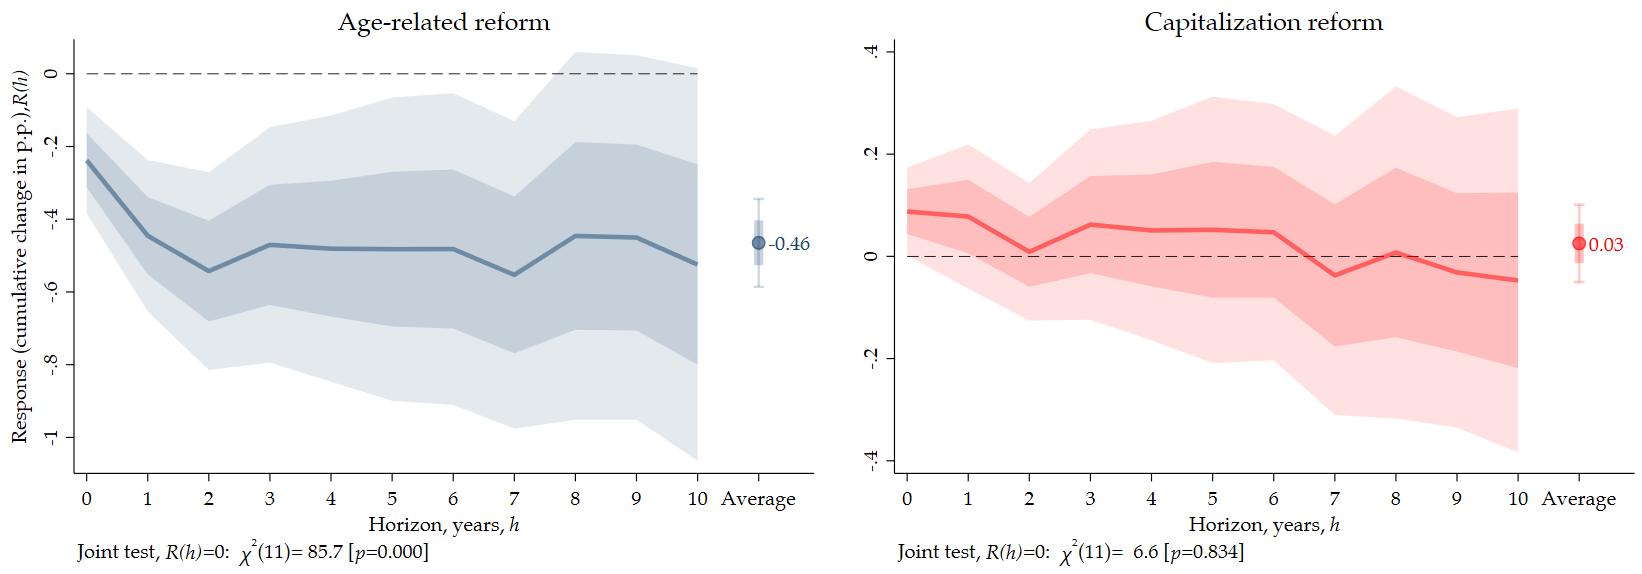 Age-related reform
Response (cumulative change in p.p.),R(h)
0
-.2
-.4
-.6
-.8
-1
-0.46
0 1 2 3 4 5 6 7 8 9 10 Average
Horizon, years, h
Joint test, R(h)=0: χ²(11)= 85.7 [p=0.000]
Capitalization reform
.4
.2
0
-.2
-.4
0.03
0 1 2 3 4 5 6 7 8 9 10 Average
Horizon, years, h
Joint test, R(h)=0: χ²(11)= 6.6 [p=0.834]